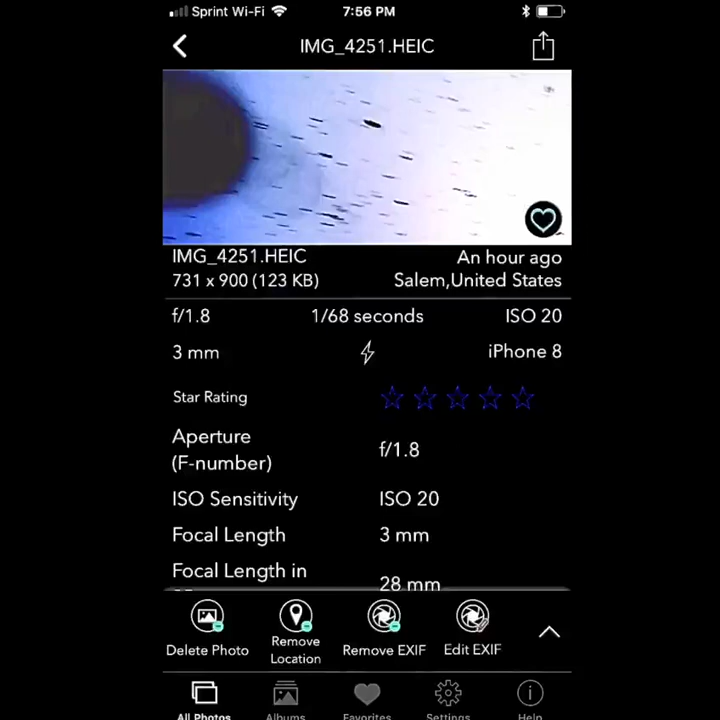 Sprint Wi-Fi 7:56 PM
IMG_4251.HEIC
IMG_4251.HEIC An hour ago
731 x 900 (123 KB) Salem,United States
f/1.8 1/68 seconds ISO 20
3 mm iPhone 8
Star Rating
Aperture
(F-number) f/1.8
ISO Sensitivity ISO 20
Focal Length 3 mm
Focal Length in
28 mm
Delete Photo Remove
Location Remove EXIF Edit EXIF
All Photos Albums Favorites Settings Help